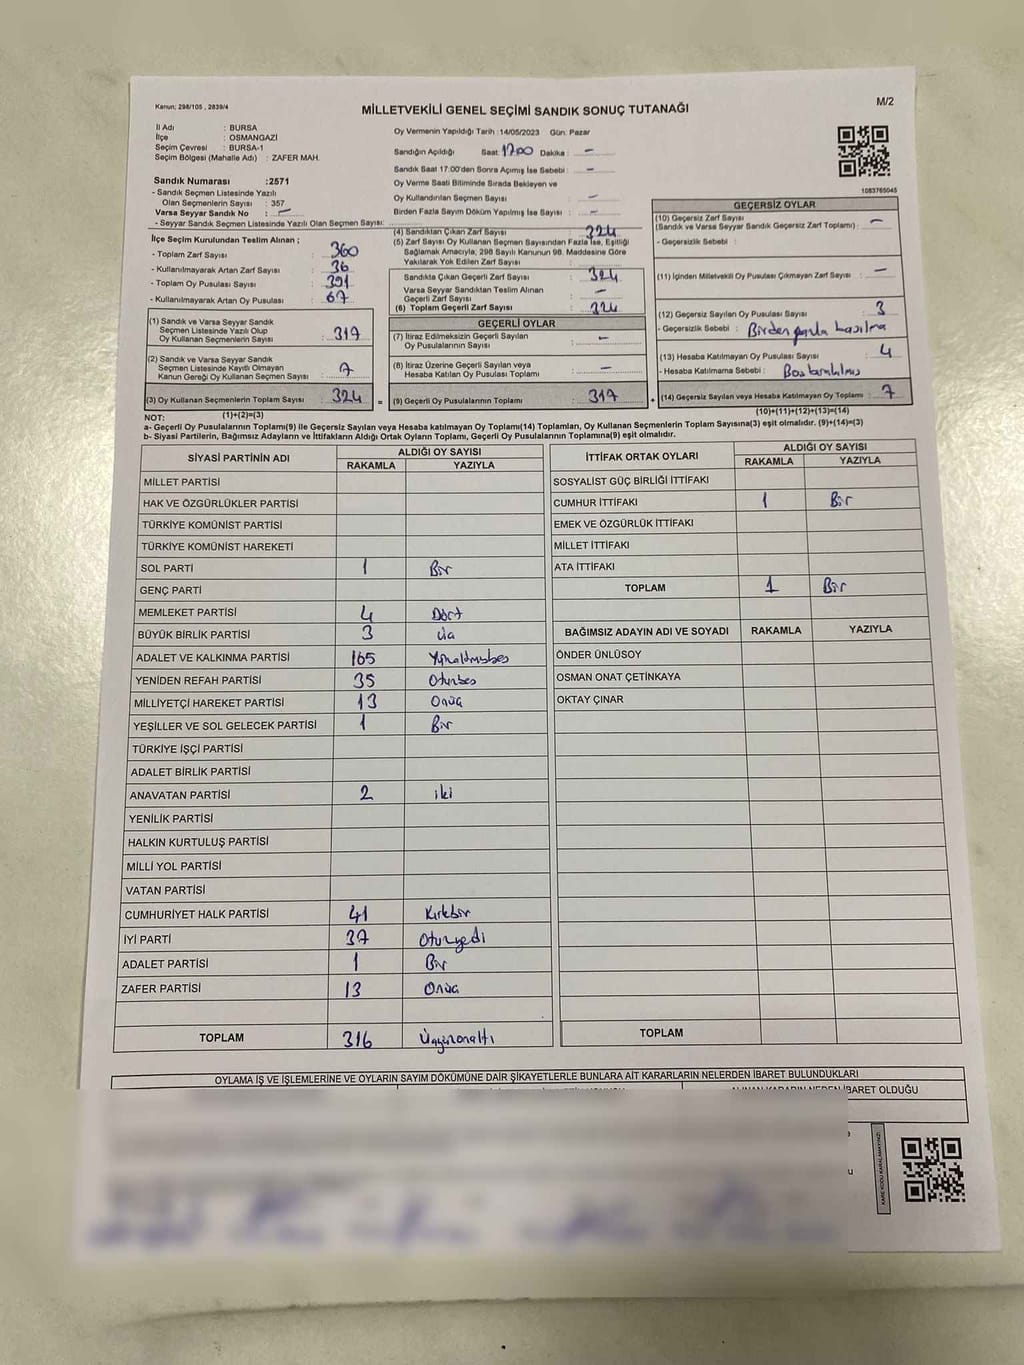 Kanun; 298/105 , 2839/4
M/2
MİLLETVEKİLİ GENEL SEÇİMİ SANDIK SONUÇ TUTANAĞI
İl Adı : BURSA
İlçe : OSMANGAZİ
Seçim Çevresi : BURSA-1
Seçim Bölgesi (Mahalle Adı) : ZAFER MAH.
Sandık Numarası :2571
- Sandık Seçmen Listesinde Yazılı
Olan Seçmenlerin Sayısı : 357
Varsa Seyyar Sandık No : -
- Seyyar Sandık Seçmen Listesinde Yazılı Olan Seçmen Sayısı:
Oy Vermenin Yapıldığı Tarih :14/05/2023 Gün: Pazar
Sandığın Açıldığı Saat: 17:00 Dakika : -
Sandık Saat 17:00'den Sonra Açımış İse Sebebi : -
Oy Verme Saati Bitiminde Sırada Bekleyen ve
Oy Kullandırılan Seçmen Sayısı : -
Birden Fazla Sayım Döküm Yapılmış İse Sayısı : -
1083765045
İlçe Seçim Kurulundan Teslim Alınan ;
- Toplam Zarf Sayısı : 360
- Kullanılmayarak Artan Zarf Sayısı : 36
- Toplam Oy Pusulası Sayısı : 391
- Kullanılmayarak Artan Oy Pusulası : 67
(1) Sandık ve Varsa Seyyar Sandık
Seçmen Listesinde Yazılı Olup
Oy Kullanan Seçmenlerin Sayısı : 317
(2) Sandık ve Varsa Seyyar Sandık
Seçmen Listesinde Kayıtlı Olmayan
Kanun Gereği Oy Kullanan Seçmen Sayısı : 7
(3) Oy Kullanan Seçmenlerin Toplam Sayısı : 324 =
(4) Sandıktan Çıkan Zarf Sayısı : 324
(5) Zarf Sayısı Oy Kullanan Seçmen Sayısından Fazla İse, Eşitliği
Sağlamak Amacıyla, 298 Sayılı Kanunun 98. Maddesine Göre
Yakılarak Yok Edilen Zarf Sayısı :
Sandıkta Çıkan Geçerli Zarf Sayısı : 324
Varsa Seyyar Sandıktan Teslim Alınan
Geçerli Zarf Sayısı : -
(6) Toplam Geçerli Zarf Sayısı : 324
GEÇERLİ OYLAR
(7) İtiraz Edilmeksizin Geçerli Sayılan
Oy Pusulalarının Sayısı : -
(8) İtiraz Üzerine Geçerli Sayılan veya
Hesaba Katılan Oy Pusulası Toplamı : -
(9) Geçerli Oy Pusulalarının Toplamı : 317 +
GEÇERSİZ OYLAR
(10) Geçersiz Zarf Sayısı
(Sandık ve Varsa Seyyar Sandık Geçersiz Zarf Toplamı) : -
- Geçersizlik Sebebi :
(11) İçinden Milletvekili Oy Pusulası Çıkmayan Zarf Sayısı : -
(12) Geçersiz Sayılan Oy Pusulası Sayısı : 3
- Geçersizlik Sebebi : Birden fazla basılma
(13) Hesaba Katılmayan Oy Pusulası Sayısı : 4
- Hesaba Katılmama Sebebi : Boş bırakılmış
(14) Geçersiz Sayılan veya Hesaba Katılmayan Oy Toplamı : 7
NOT: (1)+(2)=(3) (10)+(11)+(12)+(13)=(14)
a- Geçerli Oy Pusulaları Toplamı(9) ile Geçersiz Sayılan veya Hesaba katılmayan Oy Toplamı(14) Toplamları, Oy Kullanan Seçmenlerin Toplam Sayısına(3) eşit olmalıdır. (9)+(14)=(3)
b- Siyasi Partilerin, Bağımsız Adayların ve İttifakların Aldığı Ortak Oyların Toplamı, Geçerli Oy Pusulalarının Toplamına(9) eşit olmalıdır.
SİYASİ PARTİNİN ADI ALDIĞI OY SAYISI
RAKAMLA YAZIYLA
MİLLET PARTİSİ
HAK VE ÖZGÜRLÜKLER PARTİSİ
TÜRKİYE KOMÜNİST PARTİSİ
TÜRKİYE KOMÜNİST HAREKETİ
SOL PARTİ 1 Bir
GENÇ PARTİ
MEMLEKET PARTİSİ 4 Dört
BÜYÜK BİRLİK PARTİSİ 3 üç
ADALET VE KALKINMA PARTİSİ 165 Yüzaltmışbeş
YENİDEN REFAH PARTİSİ 35 Otuzbeş
MİLLİYETÇİ HAREKET PARTİSİ 13 Onüç
YEŞİLLER VE SOL GELECEK PARTİSİ 1 Bir
TÜRKİYE İŞÇİ PARTİSİ
ADALET BİRLİK PARTİSİ
ANAVATAN PARTİSİ 2 iki
YENİLİK PARTİSİ
HALKIN KURTULUŞ PARTİSİ
MİLLİ YOL PARTİSİ
VATAN PARTİSİ
CUMHURİYET HALK PARTİSİ 41 Kırkbir
İYİ PARTİ 37 Otuzyedi
ADALET PARTİSİ 1 Bir
ZAFER PARTİSİ 13 Onüç
TOPLAM 316 Üçyüzonaltı
İTTİFAK ORTAK OYLARI ALDIĞI OY SAYISI
RAKAMLA YAZIYLA
SOSYALİST GÜÇ BİRLİĞİ İTTİFAKI
CUMHUR İTTİFAKI 1 Bir
EMEK VE ÖZGÜRLÜK İTTİFAKI
MİLLET İTTİFAKI
ATA İTTİFAKI
TOPLAM 1 Bir
BAĞIMSIZ ADAYIN ADI VE SOYADI RAKAMLA YAZIYLA
ÖNDER ÜNLÜSOY
OSMAN ONAT ÇETİNKAYA
OKTAY ÇINAR
TOPLAM
OYLAMA İŞ VE İŞLEMLERİNE VE OYLARIN SAYIM DÖKÜMÜNE DAİR ŞİKAYETLERLE BUNLARA AİT KARARLARIN NELERDEN İBARET BULUNDUKLARI
ALINAN KARARIN NEDEN İBARET OLDUĞU
KARE KODU KARALAMAYINIZ!